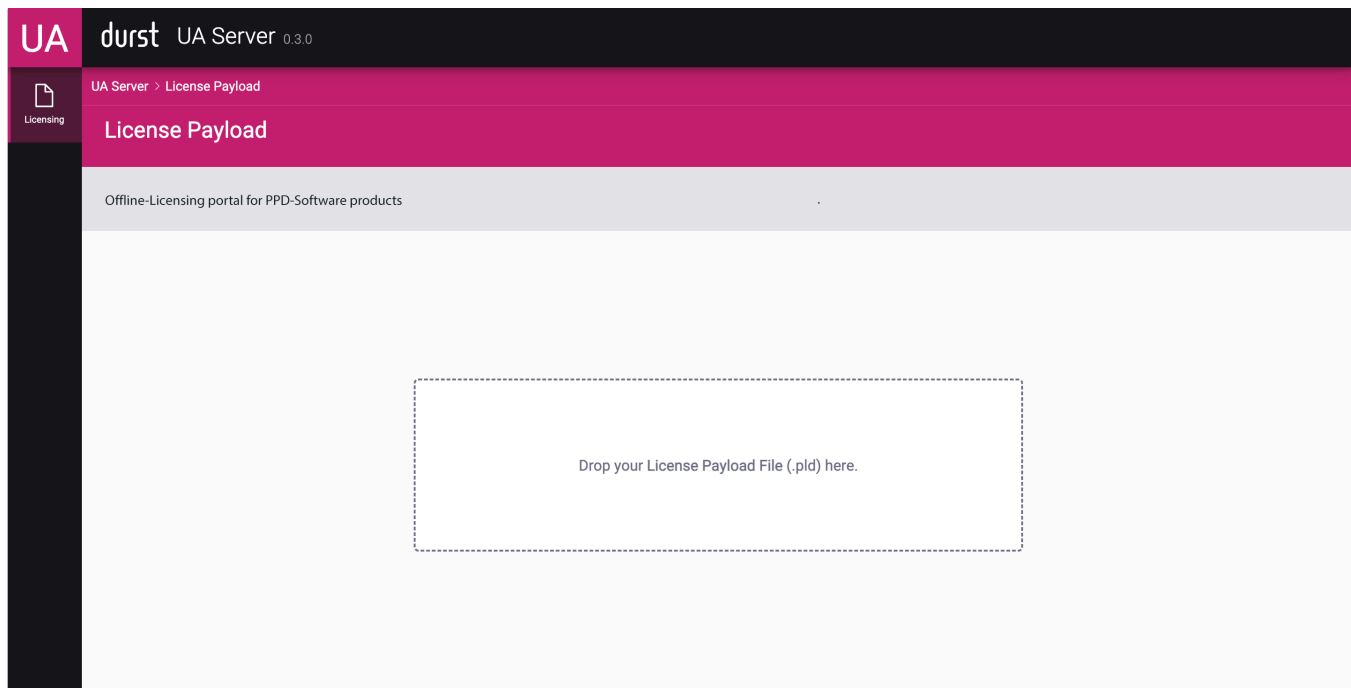 UA
durst UA Server 0.3.0
UA Server > License Payload
Licensing
License Payload
Offline-Licensing portal for PPD-Software products .
Drop your License Payload File (.pld) here.